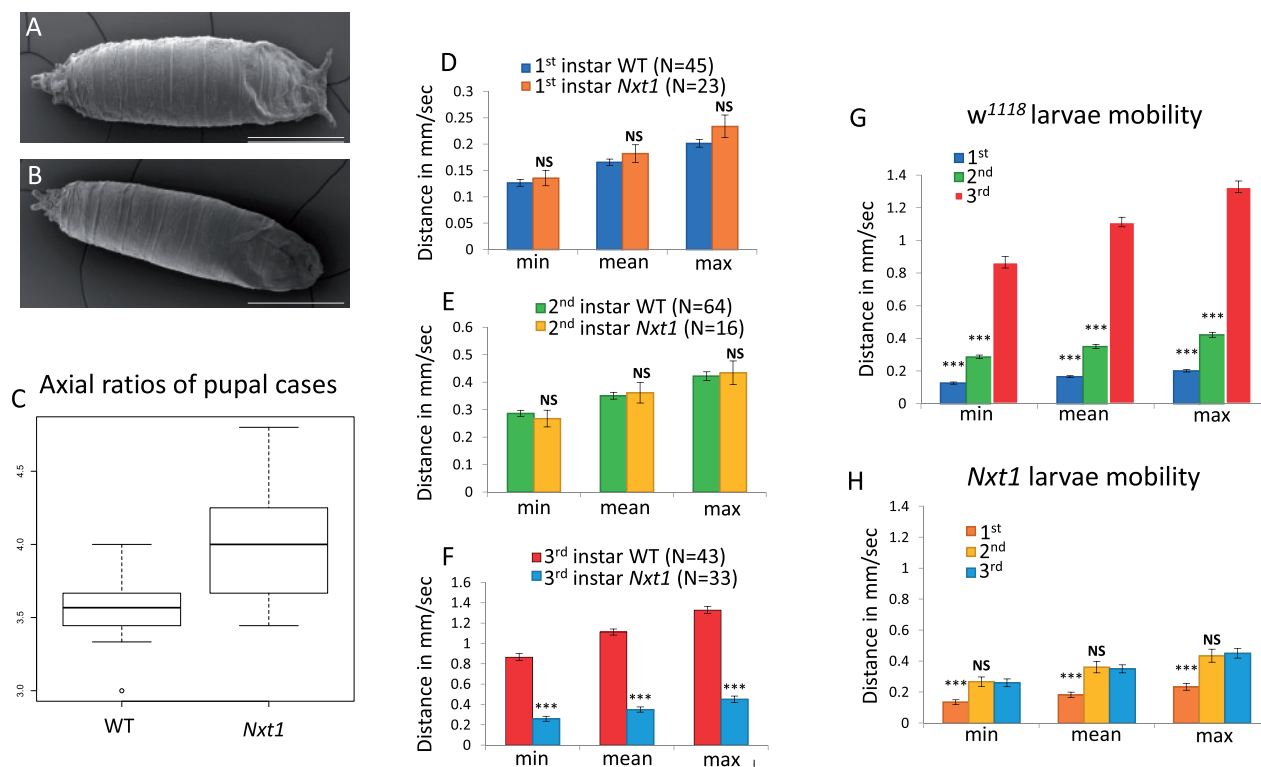 A
B
C Axial ratios of pupal cases
4.5
4.0
3.5
3.0
WT
Nxt1
D
1st instar WT (N=45)
1st instar Nxt1 (N=23)
Distance in mm/sec
0.3
0.25
0.2
0.15
0.1
0.05
0
NS
NS
NS
min
mean
max
E
2nd instar WT (N=64)
2nd instar Nxt1 (N=16)
Distance in mm/sec
0.6
0.5
0.4
0.3
0.2
0.1
0
NS
NS
NS
min
mean
max
F
3rd instar WT (N=43)
3rd instar Nxt1 (N=33)
Distance in mm/sec
1.6
1.4
1.2
1
0.8
0.6
0.4
0.2
0
***
***
***
min
mean
max
G
w1118 larvae mobility
1st
2nd
3rd
Distance in mm/sec
1.4
1.2
1
0.8
0.6
0.4
0.2
0
*** ***
*** ***
*** ***
min
mean
max
H
Nxt1 larvae mobility
1st
2nd
3rd
Distance in mm/sec
1.4
1.2
1
0.8
0.6
0.4
0.2
0
*** NS
*** NS
*** NS
min
mean
max